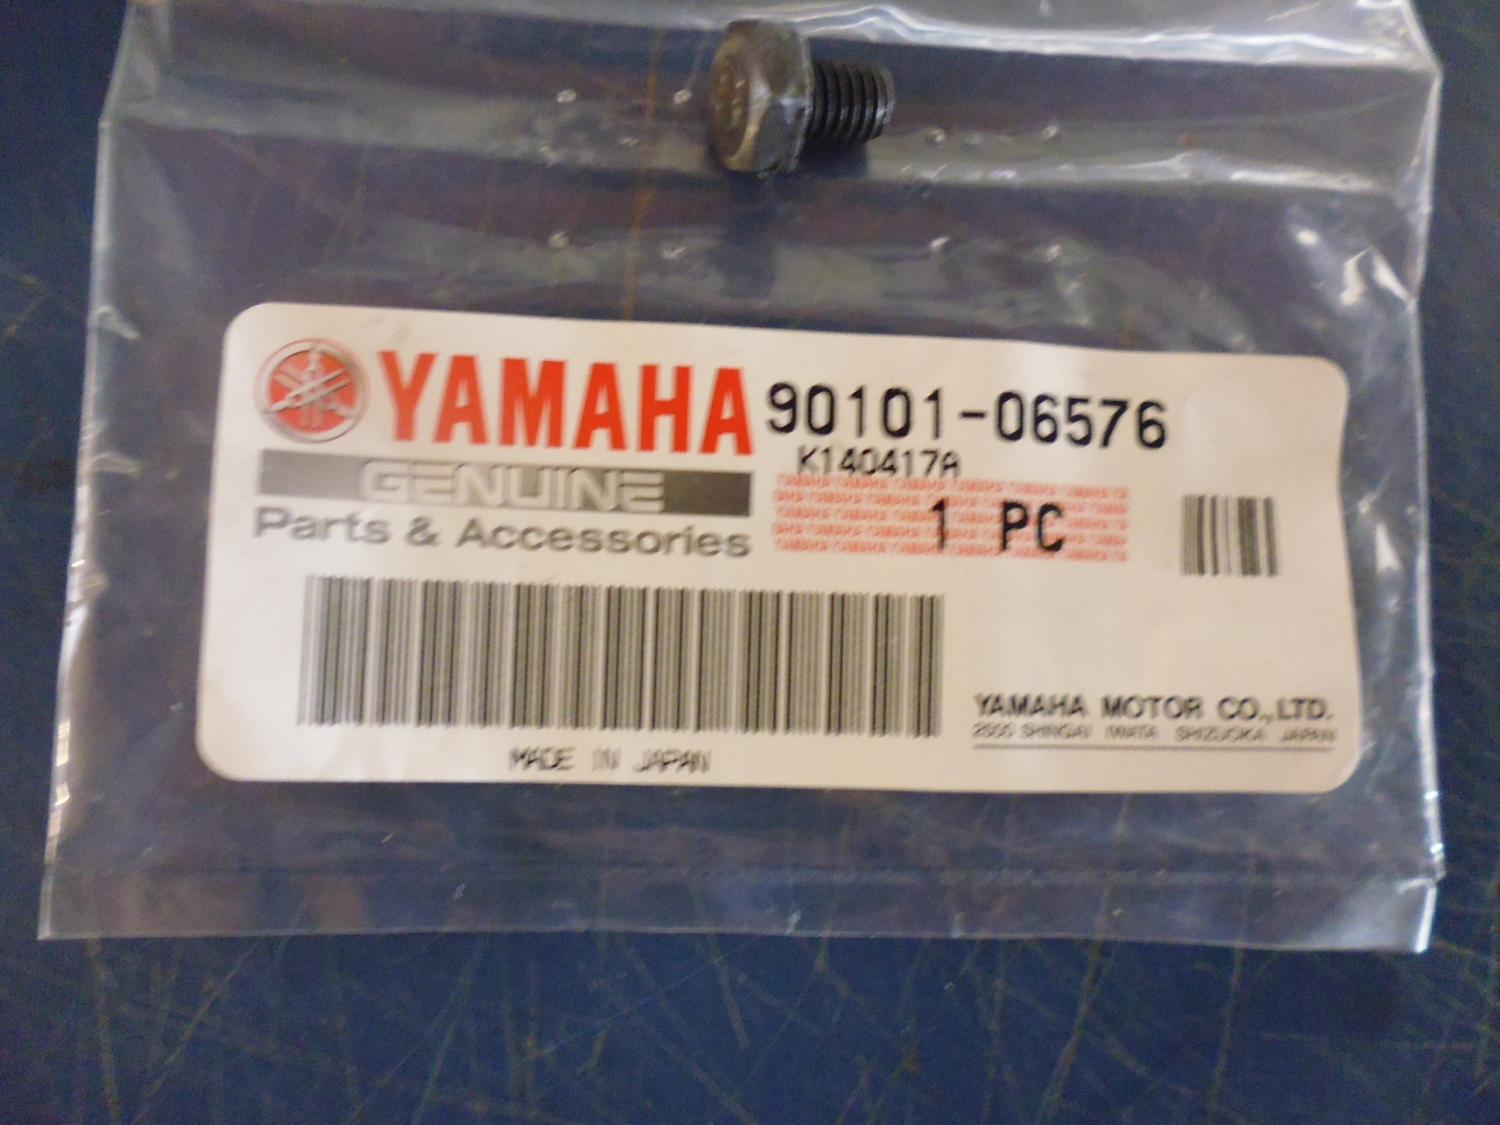 YAMAHA 90101-06576
K140417A
GENUINE
1 PC
Parts & Accessories
YAMAHA MOTOR CO.,LTD.
2500 SHINGAI IWATA SHIZUOKA JAPAN
MADE IN JAPAN